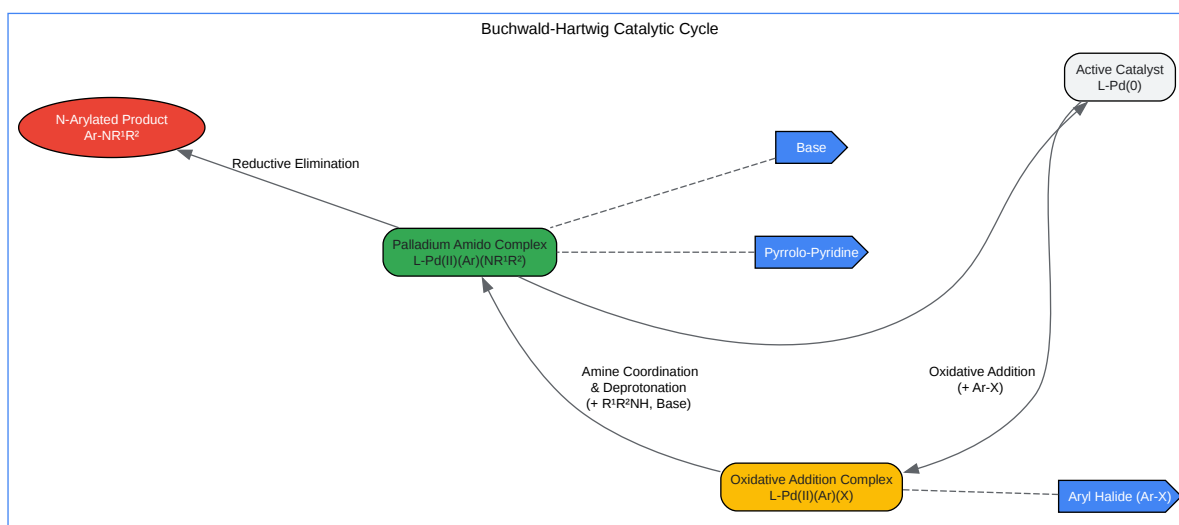 Buchwald-Hartwig Catalytic Cycle
Active Catalyst
L-Pd(0)
N-Arylated Product
Ar-NR¹R²
Reductive Elimination
Base
Palladium Amido Complex
L-Pd(II)(Ar)(NR¹R²)
Pyrrolo-Pyridine
Amine Coordination
& Deprotonation
(+ R¹R²NH, Base)
Oxidative Addition
(+ Ar-X)
Oxidative Addition Complex
L-Pd(II)(Ar)(X)
Aryl Halide (Ar-X)